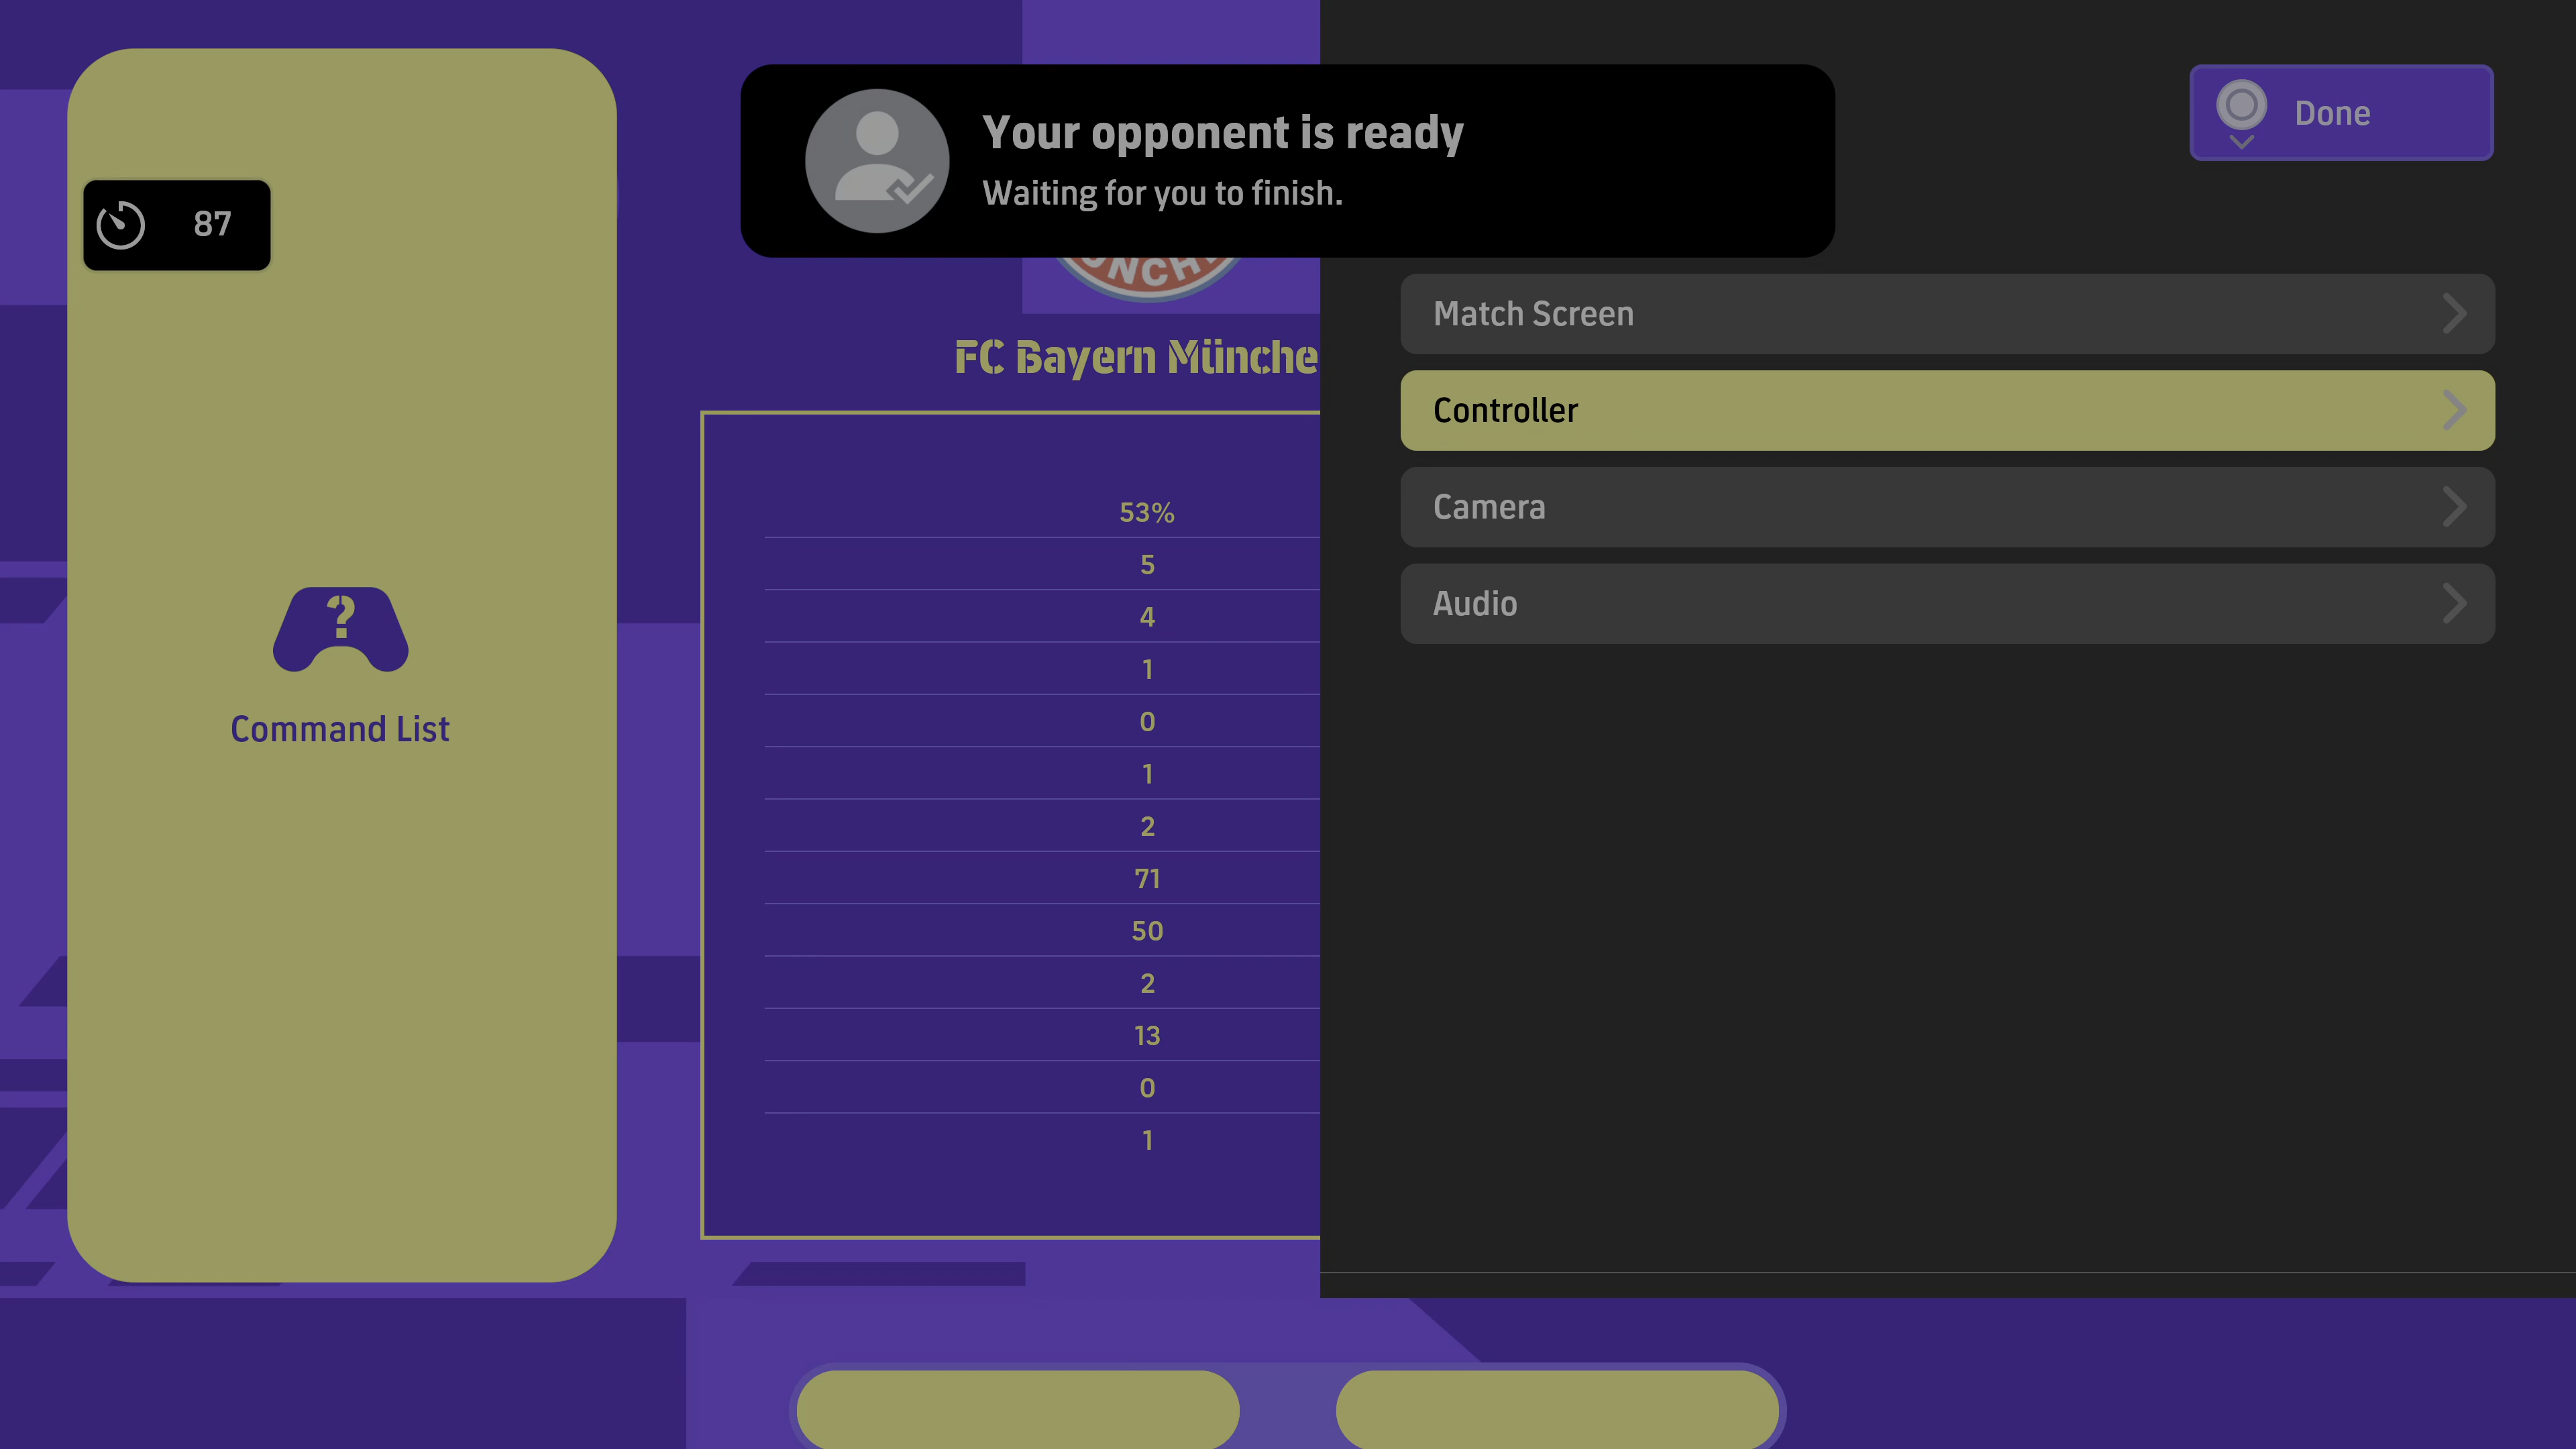 Your opponent is ready
Waiting for you to finish.
Done
87
?
Command List
FC Bayern Münche
53%
5
4
1
0
1
2
71
50
2
13
0
1
Match Screen
Controller
Camera
Audio